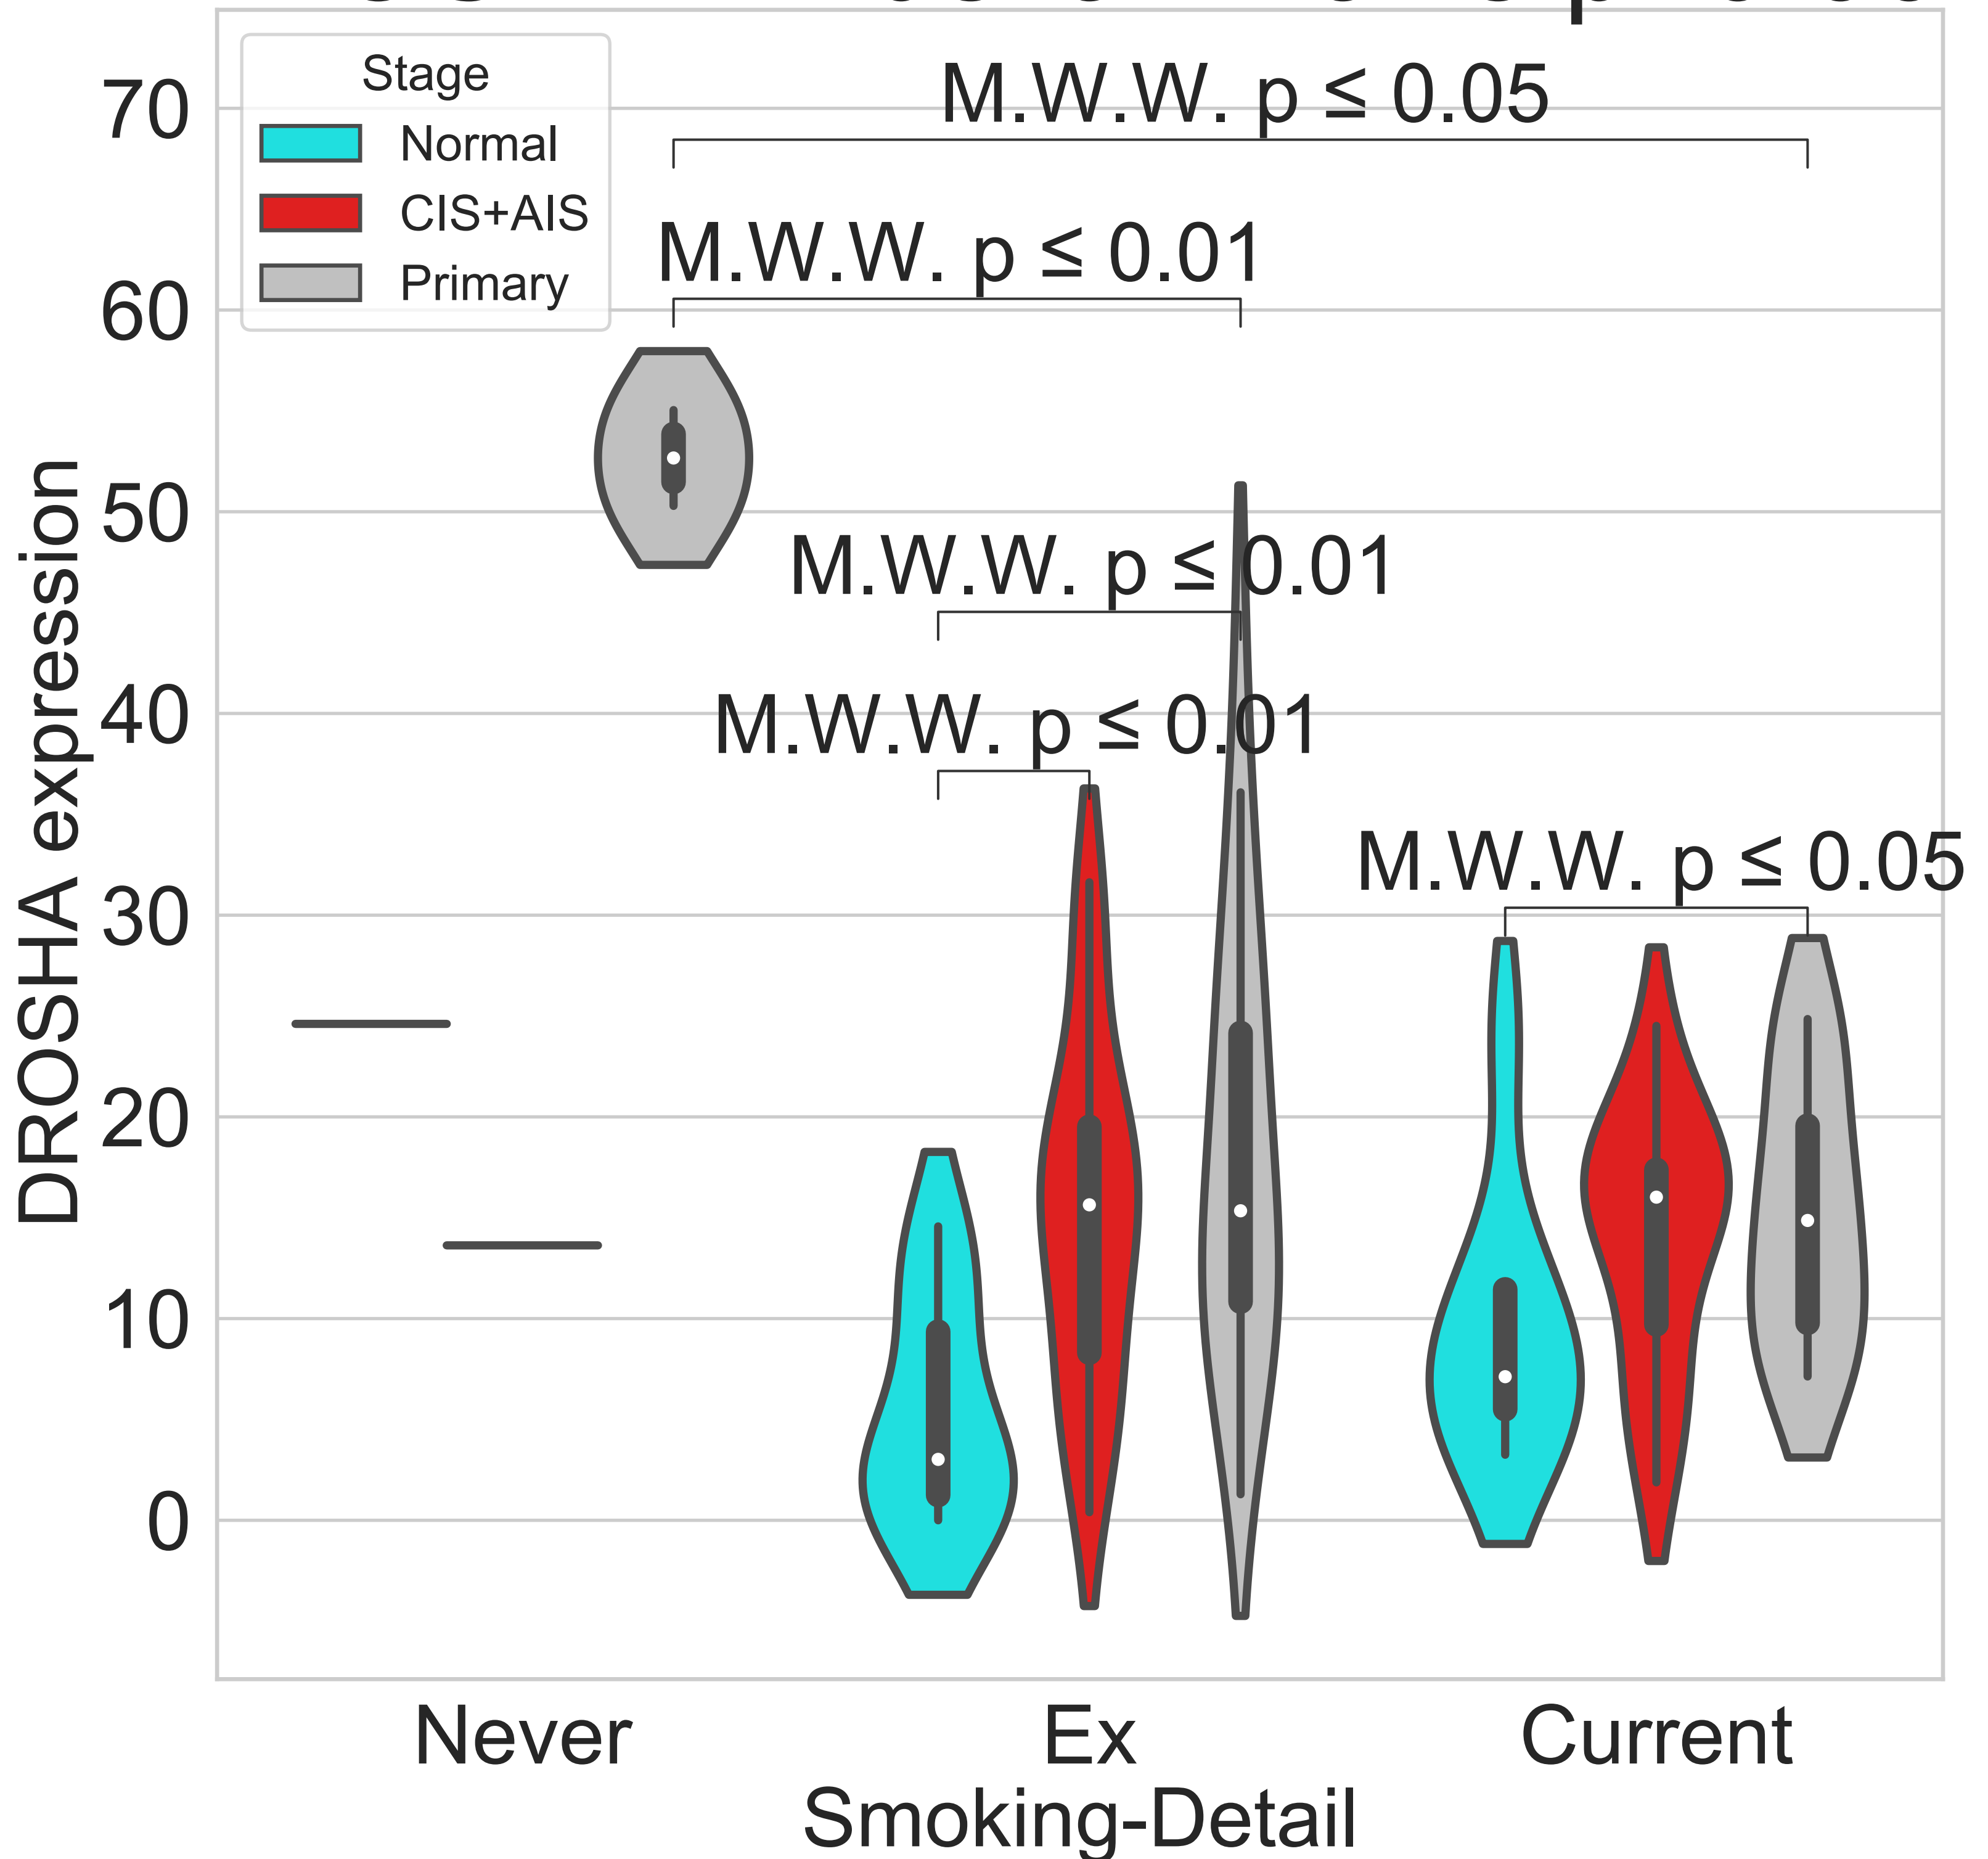 Stage
Normal
CIS+AIS
Primary
M.W.W. p ≤ 0.05
M.W.W. p ≤ 0.01
M.W.W. p ≤ 0.01
M.W.W. p ≤ 0.01
M.W.W. p ≤ 0.05
70
60
50
40
30
20
10
0
DROSHA expression
Never
Ex
Current
Smoking-Detail